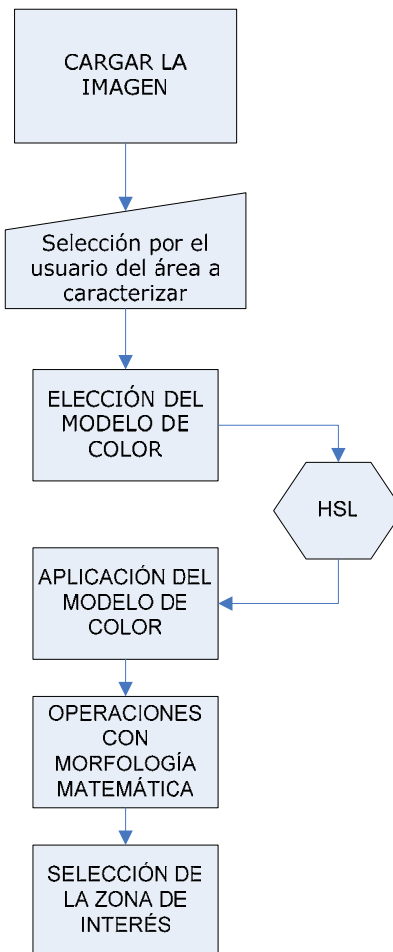 CARGAR LA
IMAGEN
Selección por el
usuario del área a
caracterizar
ELECCIÓN DEL
MODELO DE
COLOR
HSL
APLICACIÓN DEL
MODELO DE
COLOR
OPERACIONES
CON
MORFOLOGÍA
MATEMÁTICA
SELECCIÓN DE
LA ZONA DE
INTERÉS